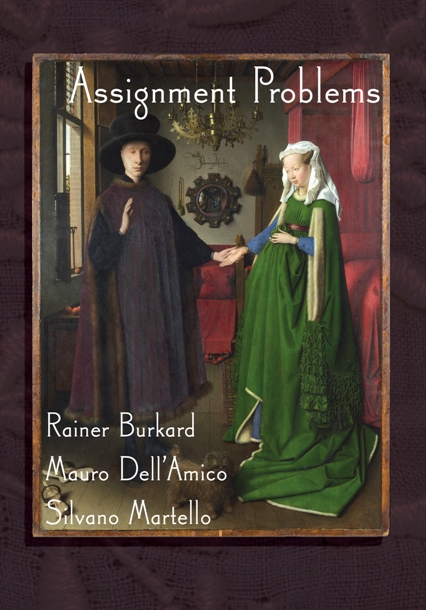 Assignment Problems
Rainer Burkard
Mauro Dell'Amico
Silvano Martello